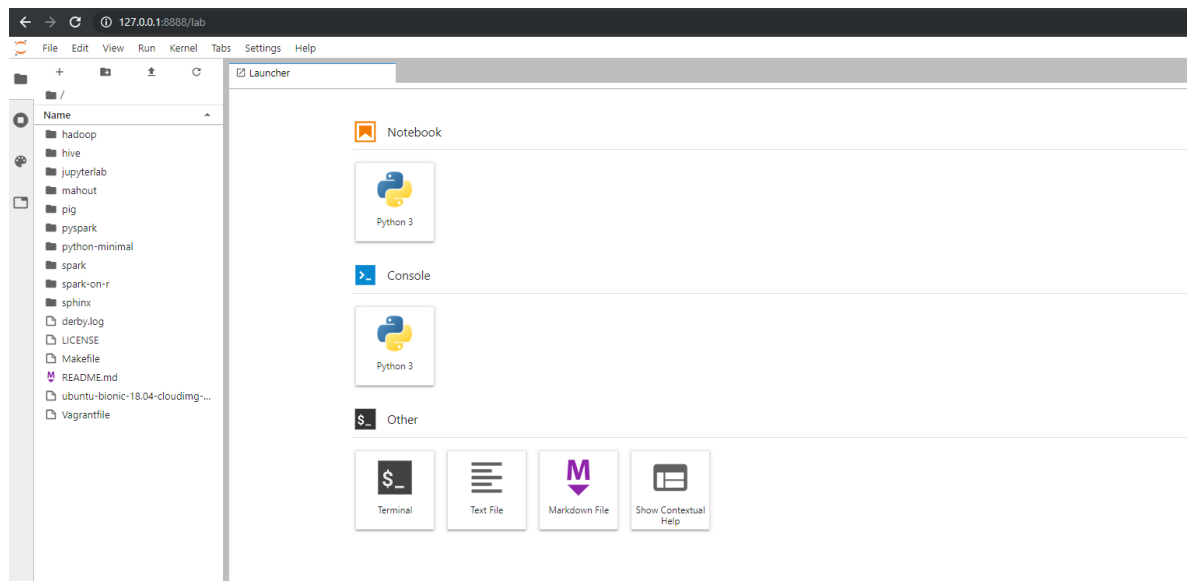 127.0.0.1:8888/lab
File Edit View Run Kernel Tabs Settings Help
Launcher
/
Name
hadoop
hive
jupyterlab
mahout
pig
pyspark
python-minimal
spark
spark-on-r
sphinx
derby.log
LICENSE
Makefile
README.md
ubuntu-bionic-18.04-cloudimg-...
Vagrantfile
Notebook
Python 3
Console
Python 3
$_ Other
$_
Terminal
Text File
M
Markdown File
Show Contextual
Help